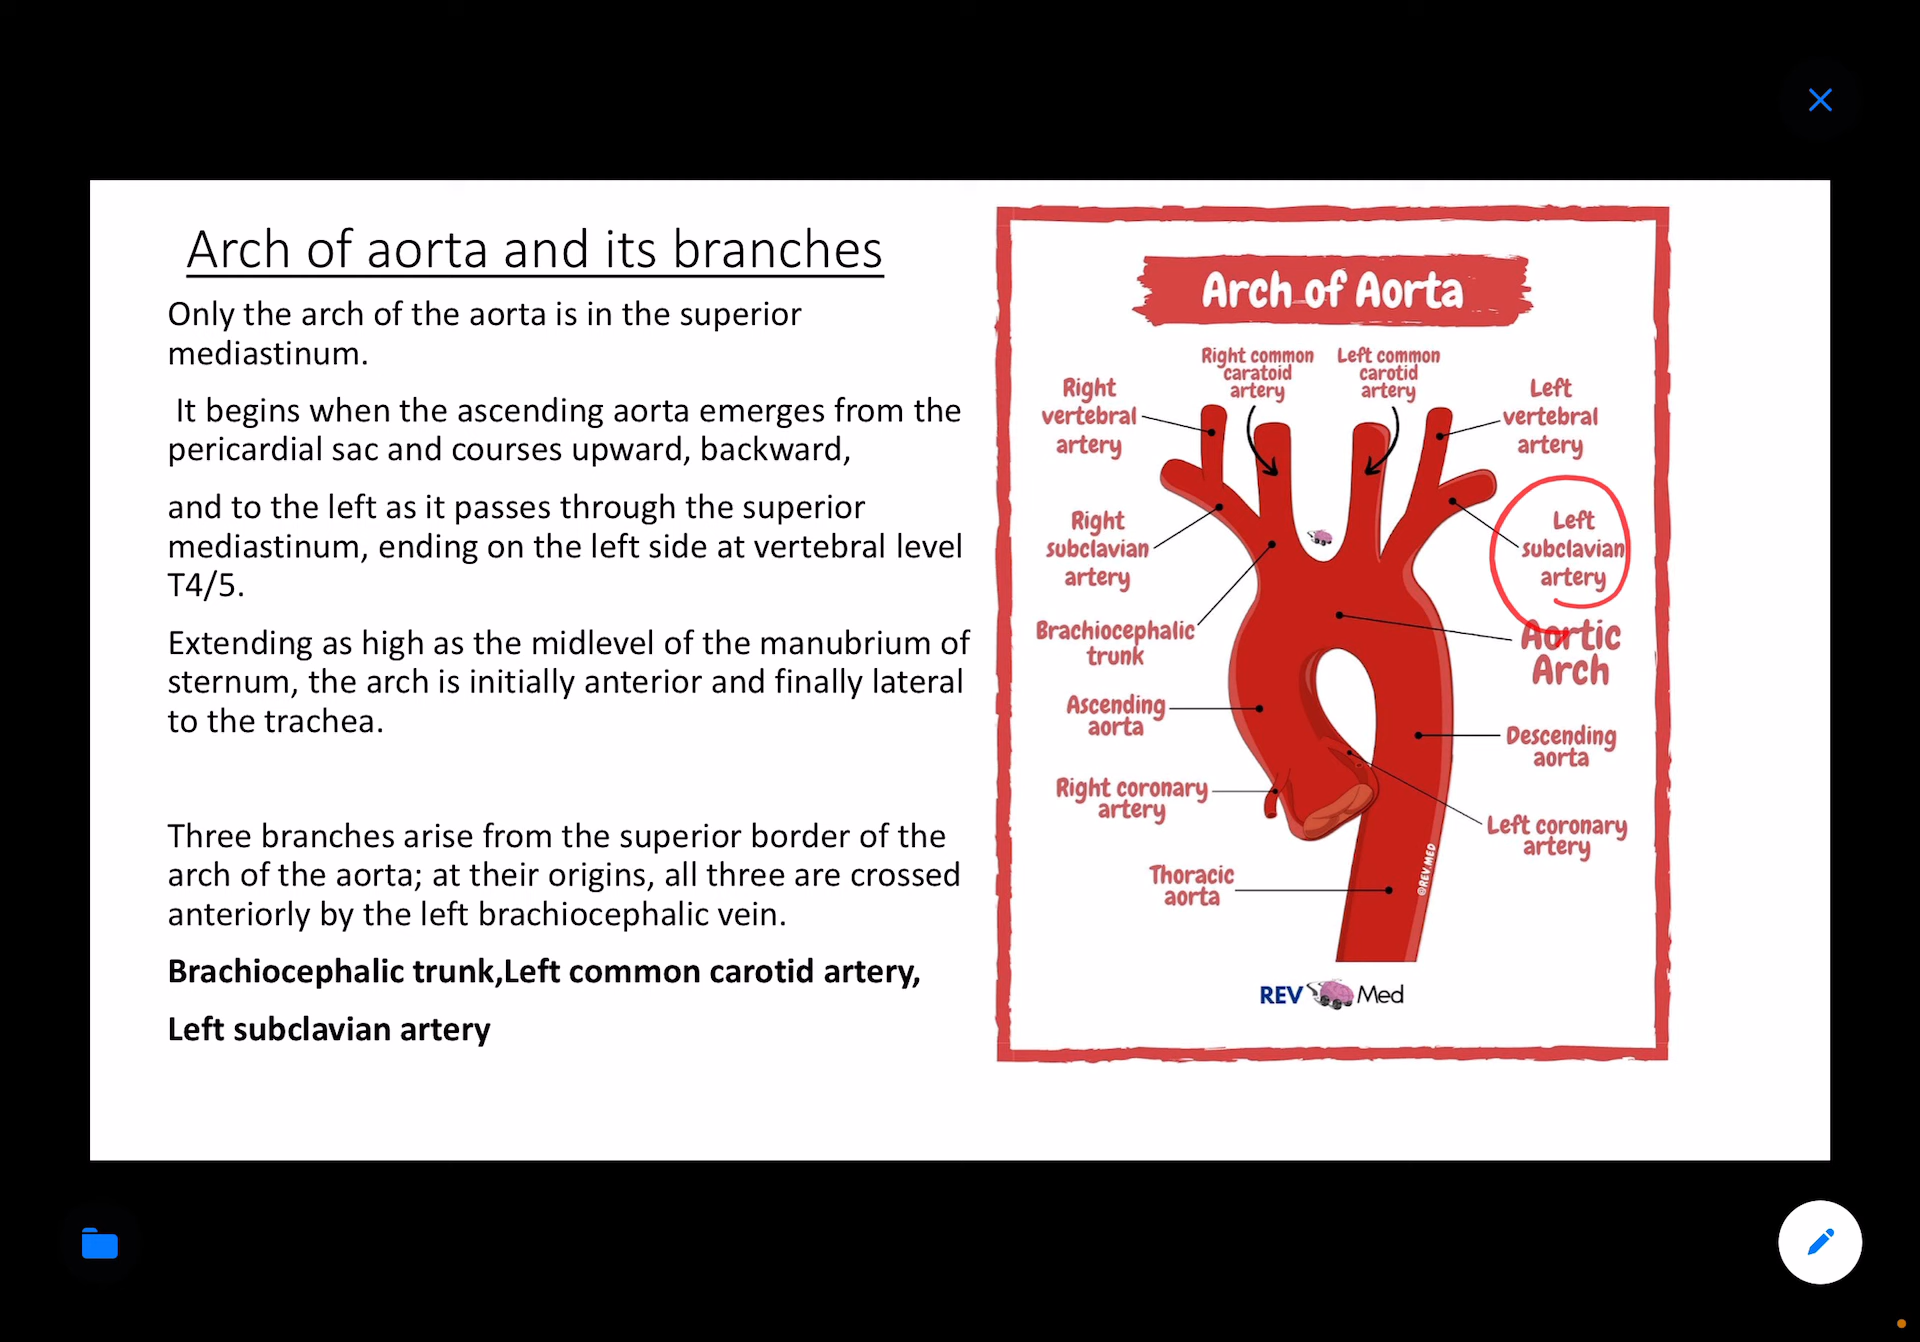 Arch of aorta and its branches
Only the arch of the aorta is in the superior
mediastinum.
It begins when the ascending aorta emerges from the
pericardial sac and courses upward, backward,
and to the left as it passes through the superior
mediastinum, ending on the left side at vertebral level
T4/5.
Extending as high as the midlevel of the manubrium of
sternum, the arch is initially anterior and finally lateral
to the trachea.
Three branches arise from the superior border of the
arch of the aorta; at their origins, all three are crossed
anteriorly by the left brachiocephalic vein.
Brachiocephalic trunk,Left common carotid artery,
Left subclavian artery
Arch of Aorta
Right common
caratoid
artery
Left common
carotid
artery
Right
vertebral
artery
Left
vertebral
artery
Right
subclavian
artery
Left
subclavian
artery
Brachiocephalic
trunk
Aortic
Arch
Ascending
aorta
Descending
aorta
Right coronary
artery
Left coronary
artery
Thoracic
aorta
@REV.MED
REV Med